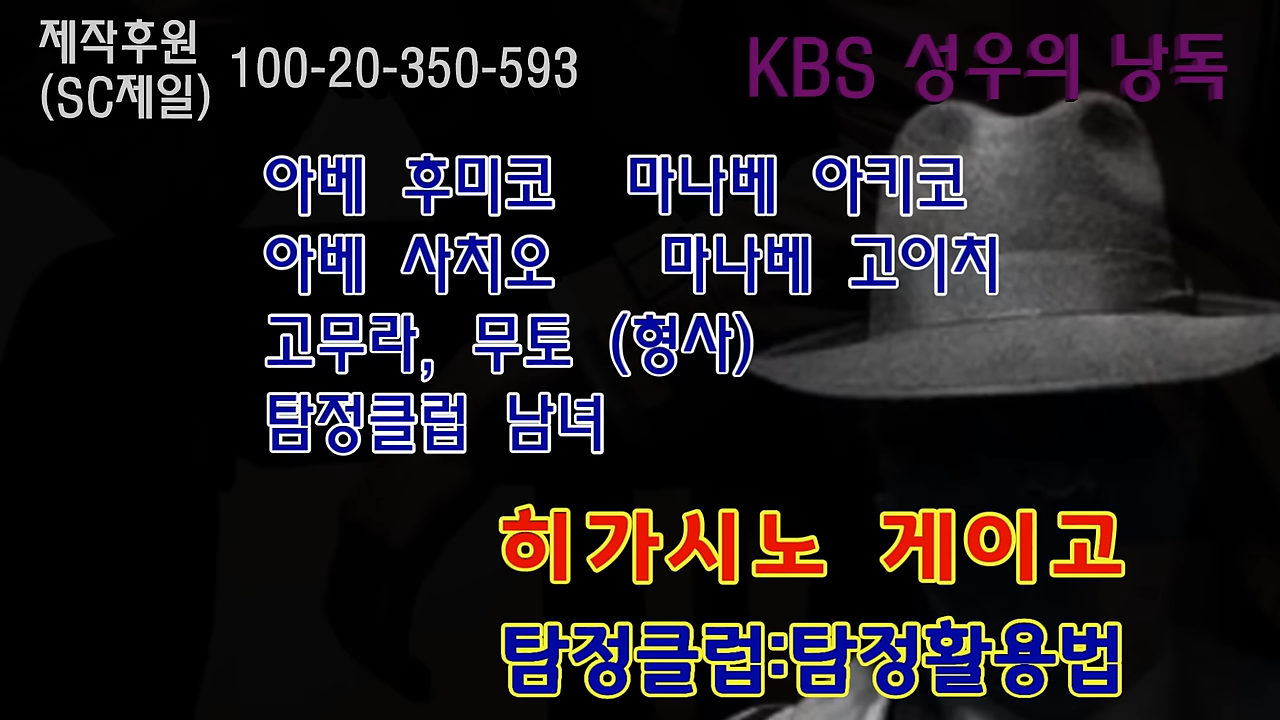 제작후원
(SC제일) 100-20-350-593
KBS 성우의 낭독
아베 후미코 마나베 아키코
아베 사치오 마나베 고이치
고무라, 무토 (형사)
탐정클럽 남녀
히가시노 게이고
탐정클럽:탐정활용법